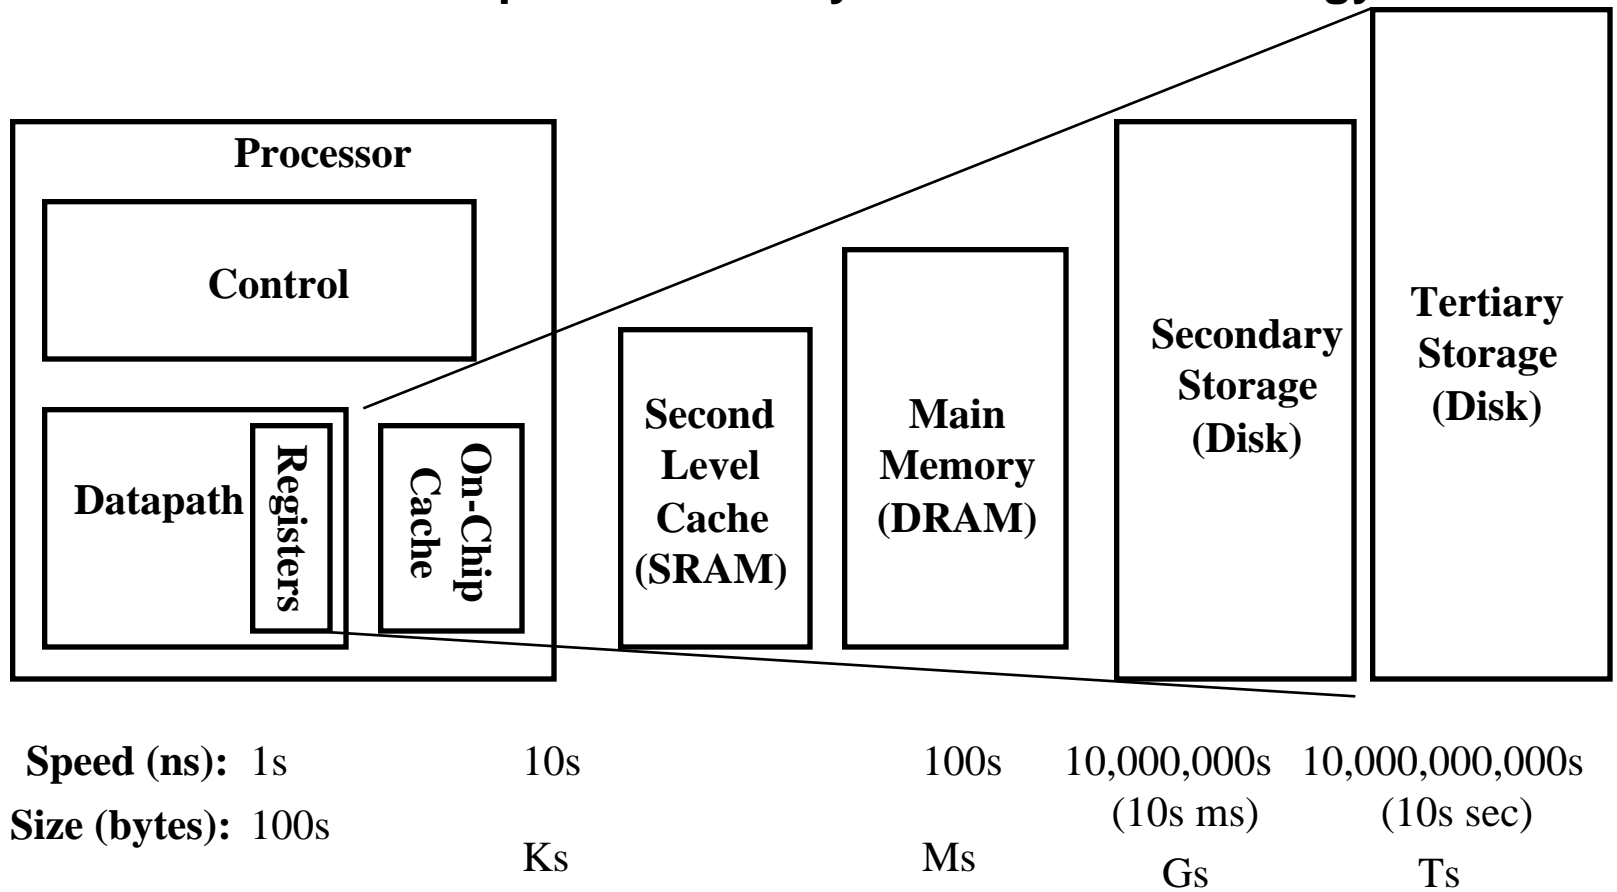 Processor
Control
Datapath
Registers
On-Chip
Cache
Second
Level
Cache
(SRAM)
Main
Memory
(DRAM)
Secondary
Storage
(Disk)
Tertiary
Storage
(Disk)
Speed (ns): 1s 10s 100s 10,000,000s 10,000,000,000s
(10s ms) (10s sec)
Size (bytes): 100s
Ks Ms Gs Ts